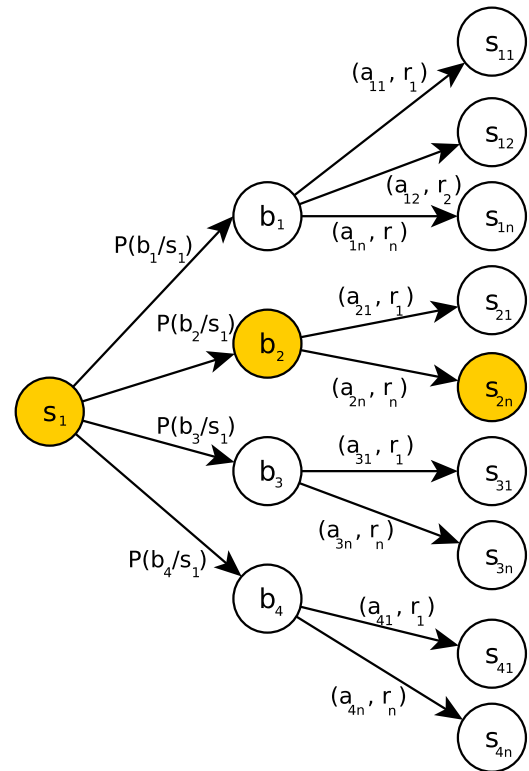 s₁₁
(a₁₁, r₁)
s₁₂
(a₁₂, r₂)
b₁
s₁ₙ
(a₁ₙ, rₙ)
P(b₁/s₁)
s₂₁
(a₂₁, r₁)
P(b₂/s₁)
b₂
(a₂ₙ, rₙ)
s₂ₙ
s₁
P(b₃/s₁)
(a₃₁, r₁)
b₃
s₃₁
(a₃ₙ, rₙ)
s₃ₙ
P(b₄/s₁)
b₄
(a₄₁, r₁)
s₄₁
(a₄ₙ, rₙ)
s₄ₙ